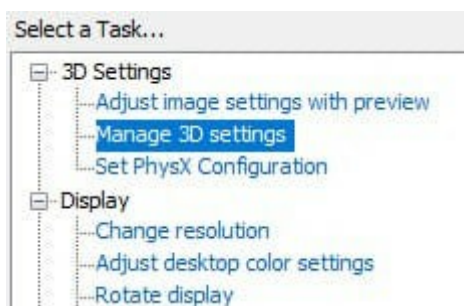 Select a Task...
3D Settings
Adjust image settings with preview
Manage 3D settings
Set PhysX Configuration
Display
Change resolution
Adjust desktop color settings
Rotate display